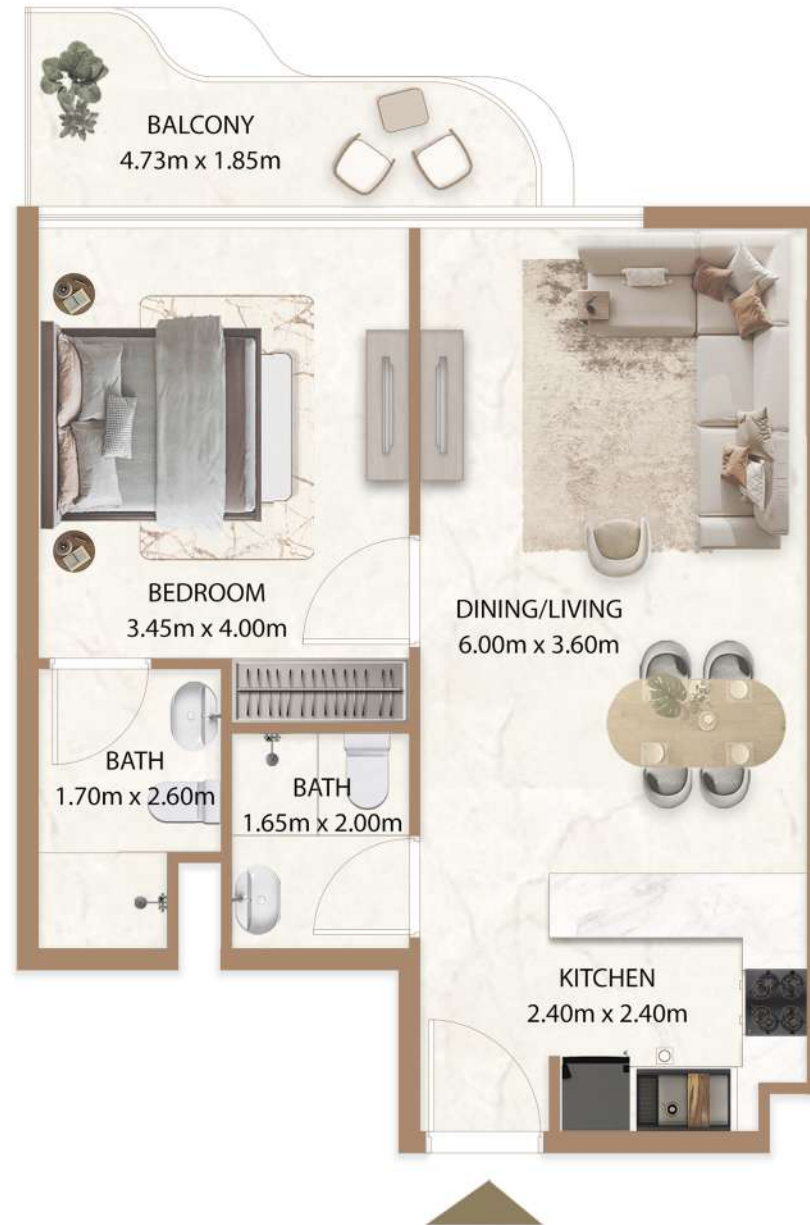 BALCONY
4.73m x 1.85m
BEDROOM
3.45m x 4.00m
DINING/LIVING
6.00m x 3.60m
BATH
1.70m x 2.60m
BATH
1.65m x 2.00m
KITCHEN
2.40m x 2.40m